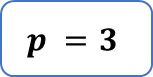 p = 3